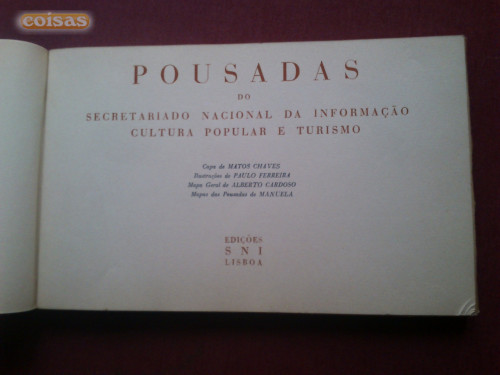 coisas
POUSADAS
DO
SECRETARIADO NACIONAL DA INFORMAÇÃO
CULTURA POPULAR E TURISMO
Capa de MATOS CHAVES
Ilustrações de PAULO FERREIRA
Mapa Geral de ALBERTO CARDOSO
Mapas das Pousadas de MANUELA
EDIÇÕES
SNI
LISBOA